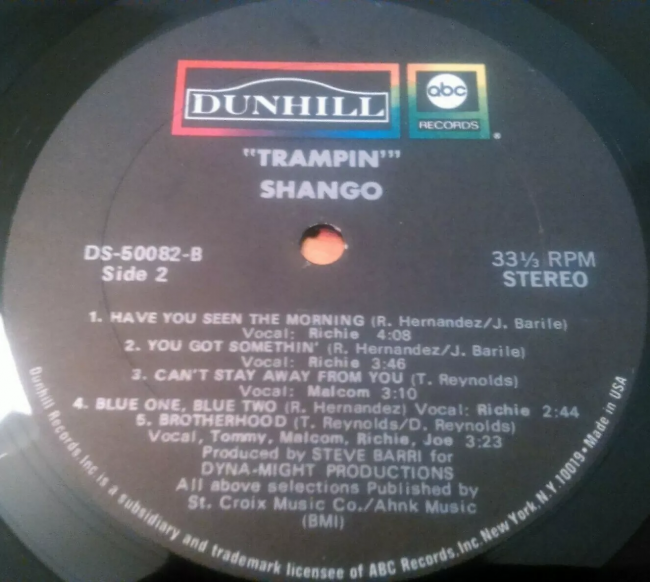 DUNHILL
abc
RECORDS
"TRAMPIN'"
SHANGO
DS-50082-B
Side 2
33⅓ RPM
STEREO
1. HAVE YOU SEEN THE MORNING (R. Hernandez/J. Barile)
Vocal: Richie 4:08
2. YOU GOT SOMETHIN' (R. Hernandez/J. Barile)
Vocal: Richie 3:46
3. CAN'T STAY AWAY FROM YOU (T. Reynolds)
Vocal: Malcom 3:10
4. BLUE ONE, BLUE TWO (R. Hernandez) Vocal: Richie 2:44
5. BROTHERHOOD (T. Reynolds/D. Reynolds)
Vocal, Tommy, Malcom, Richie, Joe 3:23
Produced by STEVE BARRI for
DYNA-MIGHT PRODUCTIONS
All above selections Published by
St. Croix Music Co./Ahnk Music
(BMI)
Dunhill Records, Inc. is a subsidiary and trademark licensee of ABC Records, Inc. New York, N.Y. 10019 • Made in USA